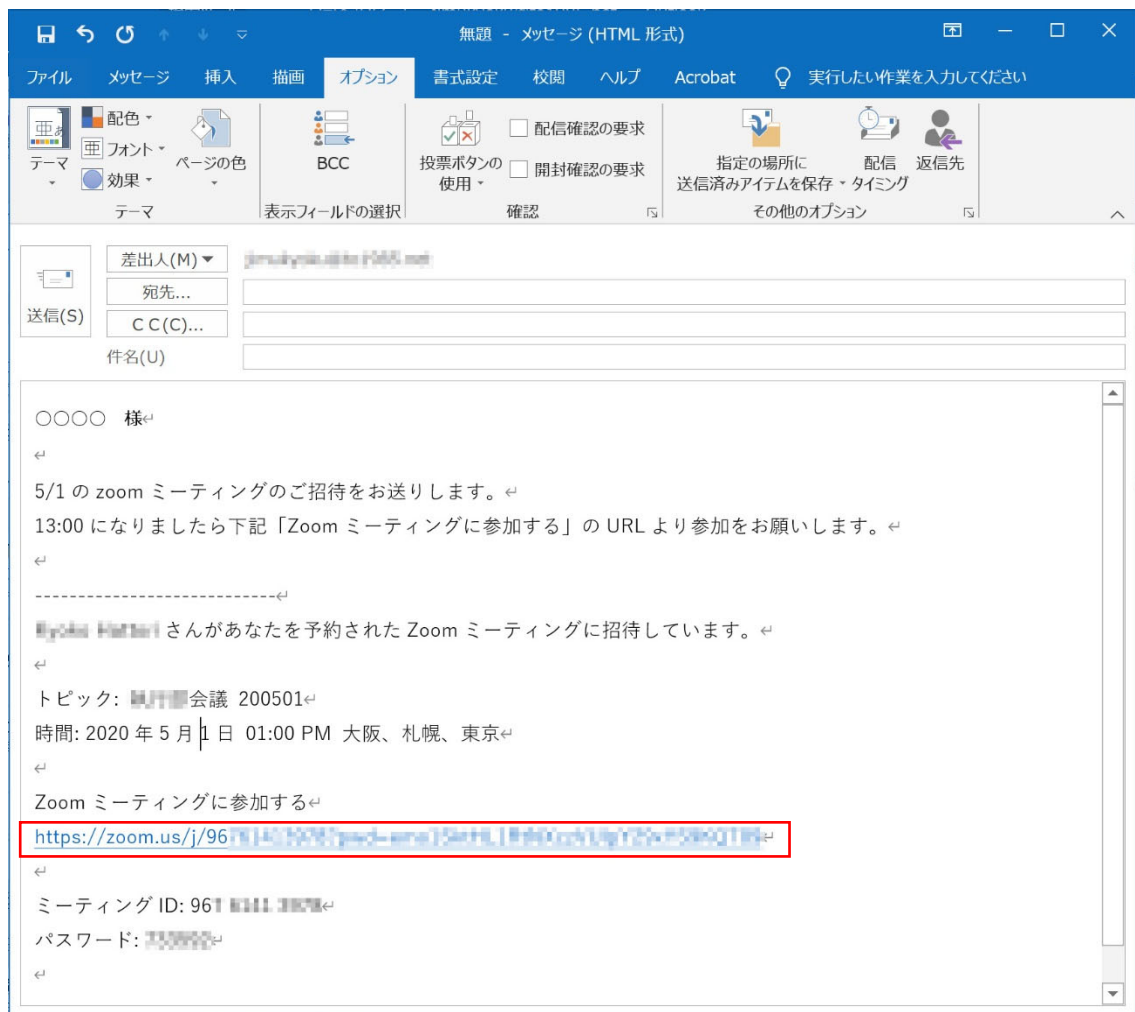 無題 - メッセージ (HTML 形式)
ファイル メッセージ 挿入 描画 オプション 書式設定 校閲 ヘルプ Acrobat 実行したい作業を入力してください
亜あ
テーマ
配色
亜 フォント
効果
ページの色
テーマ
BCC
表示フィールドの選択
投票ボタンの
使用
配信確認の要求
開封確認の要求
確認
指定の場所に
送信済みアイテムを保存
配信
タイミング
返信先
その他のオプション
送信(S)
差出人(M)
宛先...
C C(C)...
件名(U)
〇〇〇〇 様
5/1 の zoom ミーティングのご招待をお送りします。
13:00 になりましたら下記「Zoom ミーティングに参加する」の URL より参加をお願いします。
----------------------------
さんがあなたを予約された Zoom ミーティングに招待しています。
トピック: 会議 200501
時間: 2020 年 5 月 1 日 01:00 PM 大阪、札幌、東京
Zoom ミーティングに参加する
https://zoom.us/j/96
ミーティング ID: 96
パスワード: